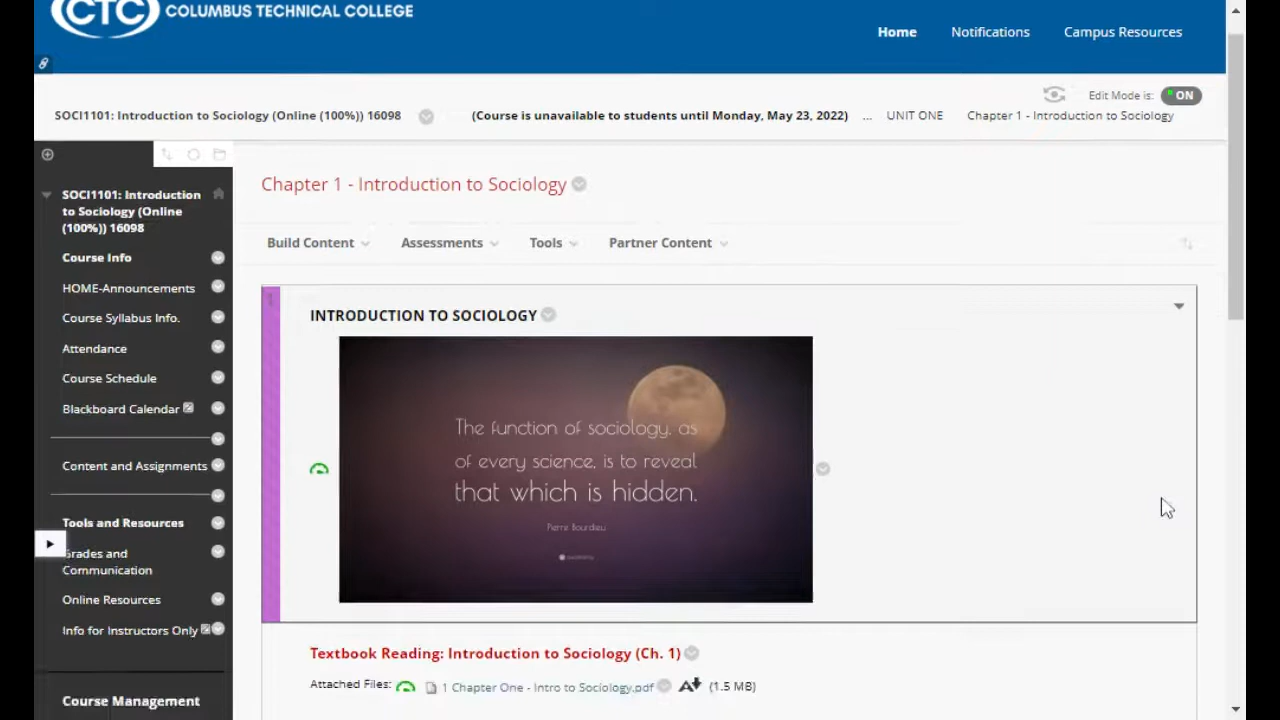 CTC COLUMBUS TECHNICAL COLLEGE
Home Notifications Campus Resources
Edit Mode is: ON
SOCI1101: Introduction to Sociology (Online (100%)) 16098 (Course is unavailable to students until Monday, May 23, 2022) ... UNIT ONE Chapter 1 - Introduction to Sociology
SOCI1101: Introduction
to Sociology (Online
(100%)) 16098
Course Info
HOME-Announcements
Course Syllabus Info.
Attendance
Course Schedule
Blackboard Calendar
Content and Assignments
Tools and Resources
Grades and
Communication
Online Resources
Info for Instructors Only
Course Management
Chapter 1 - Introduction to Sociology
Build Content Assessments Tools Partner Content
INTRODUCTION TO SOCIOLOGY
The function of sociology, as
of every science, is to reveal
that which is hidden.
Pierre Bourdieu
Textbook Reading: Introduction to Sociology (Ch. 1)
Attached Files: 1 Chapter One - Intro to Sociology.pdf A (1.5 MB)